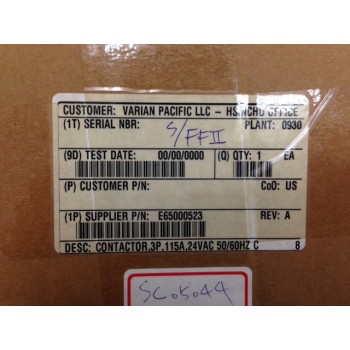 CUSTOMER: VARIAN PACIFIC LLC - HSINCHU OFFICE
(1T) SERIAL NBR: S/FFII PLANT: 0930
(9D) TEST DATE: 00/00/0000 (Q) QTY: 1 EA
(P) CUSTOMER P/N: CoO: US
(1P) SUPPLIER P/N: E65000523 REV: A
DESC: CONTACTOR,3P,115A,24VAC 50/60HZ C 8
SC05044